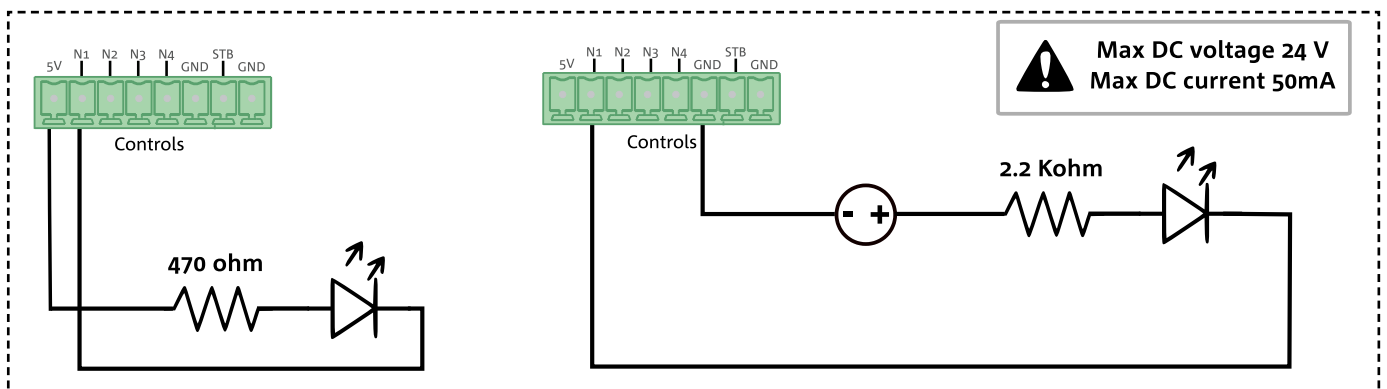 5V N1 N2 N3 N4 GND STB GND
Controls
470 ohm
5V N1 N2 N3 N4 GND STB GND
Controls
- +
2.2 Kohm
Max DC voltage 24 V
Max DC current 50mA